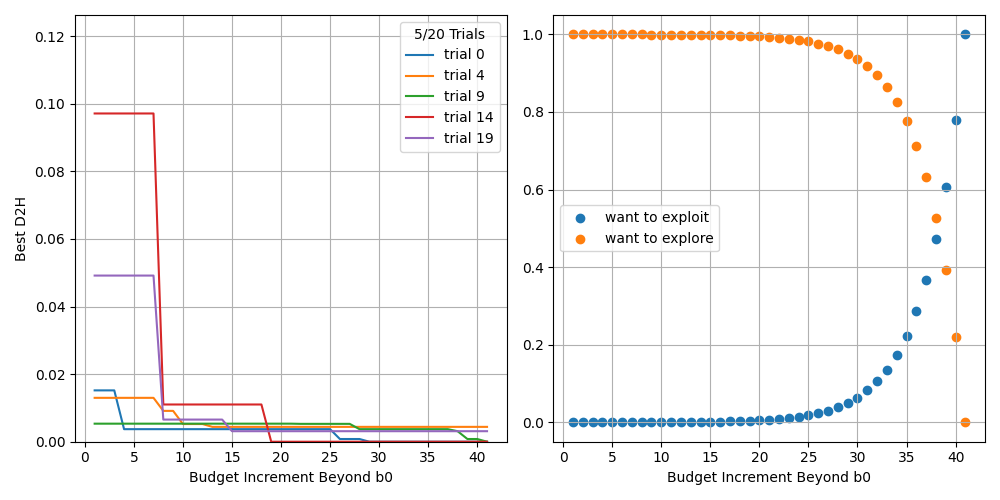 Best D2H
0.12
0.10
0.08
0.06
0.04
0.02
0.00
0 5 10 15 20 25 30 35 40
Budget Increment Beyond b0
5/20 Trials
trial 0
trial 4
trial 9
trial 14
trial 19
1.0
0.8
0.6
0.4
0.2
0.0
0 5 10 15 20 25 30 35 40
Budget Increment Beyond b0
want to exploit
want to explore